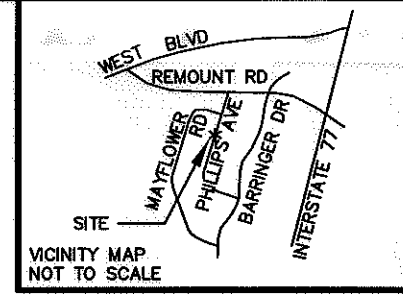 WEST BLVD
REMOUNT RD
MAYFLOWER RD
PHILLIPS AVE
BARRINGER DR
INTERSTATE 77
SITE
VICINITY MAP
NOT TO SCALE